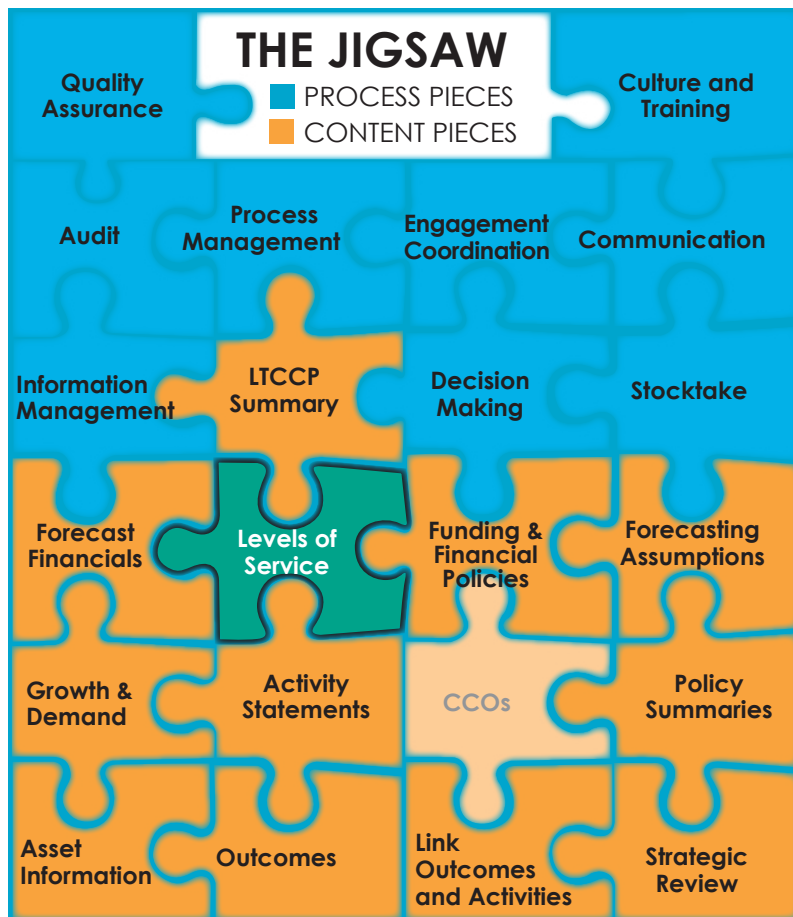 THE JIGSAW
PROCESS PIECES
CONTENT PIECES
Quality
Assurance
Culture and
Training
Audit
Process
Management
Engagement
Coordination
Communication
Information
Management
LTCCP
Summary
Decision
Making
Stocktake
Forecast
Financials
Levels of
Service
Funding &
Financial
Policies
Forecasting
Assumptions
Growth &
Demand
Activity
Statements
CCOs
Policy
Summaries
Asset
Information
Outcomes
Link
Outcomes
and Activities
Strategic
Review